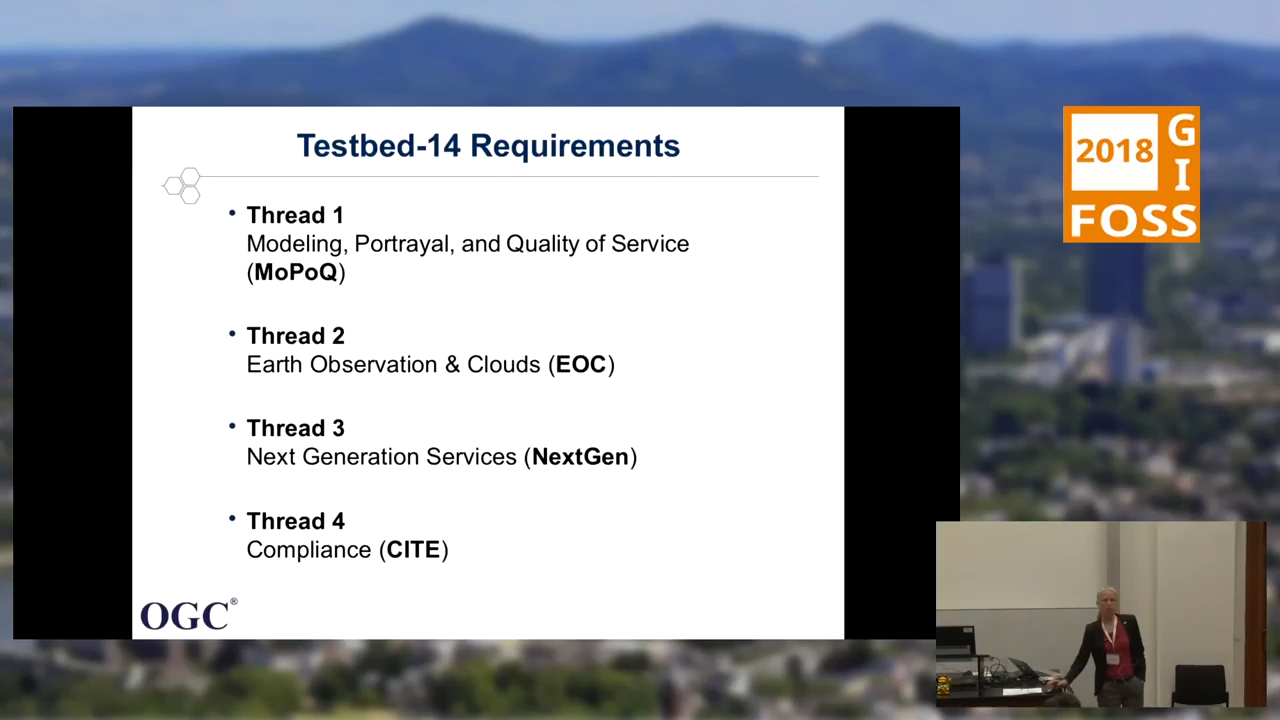 Testbed-14 Requirements
• Thread 1
Modeling, Portrayal, and Quality of Service
(MoPoQ)
• Thread 2
Earth Observation & Clouds (EOC)
• Thread 3
Next Generation Services (NextGen)
• Thread 4
Compliance (CITE)
OGC®
2018
GI
FOSS